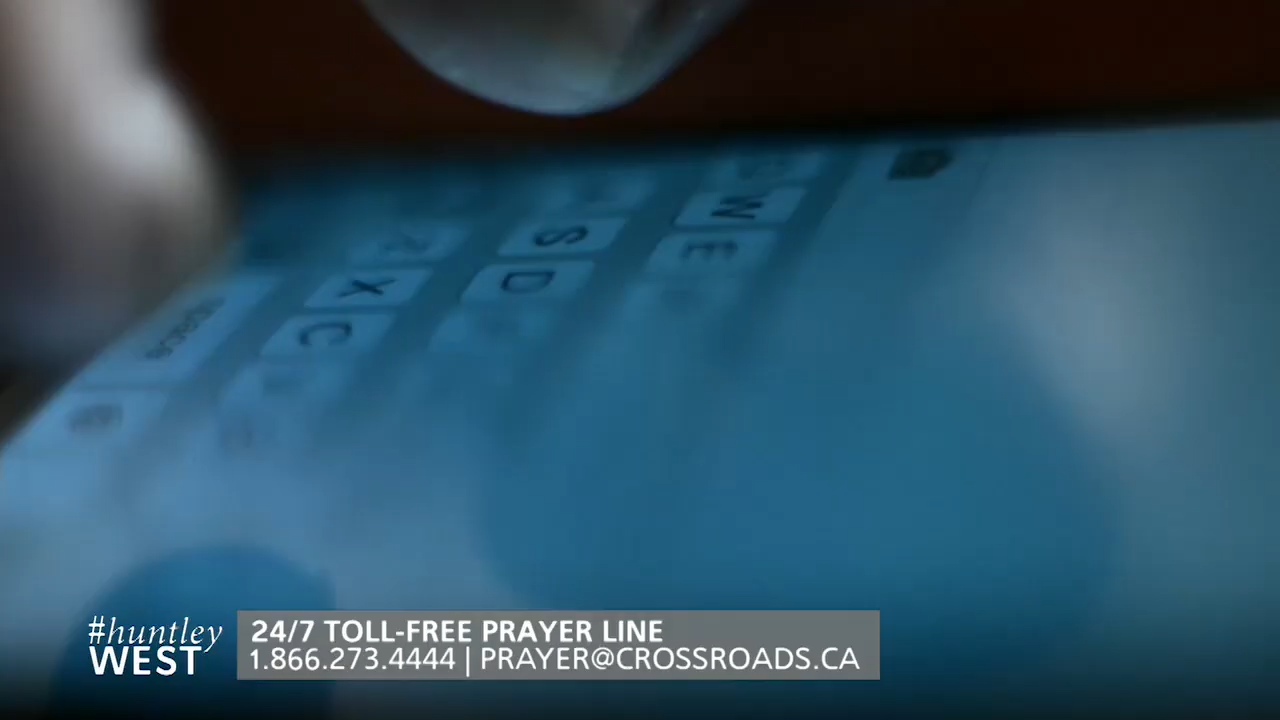 W
S
E
D
X
C
#huntley
WEST
24/7 TOLL-FREE PRAYER LINE
1.866.273.4444 | PRAYER@CROSSROADS.CA